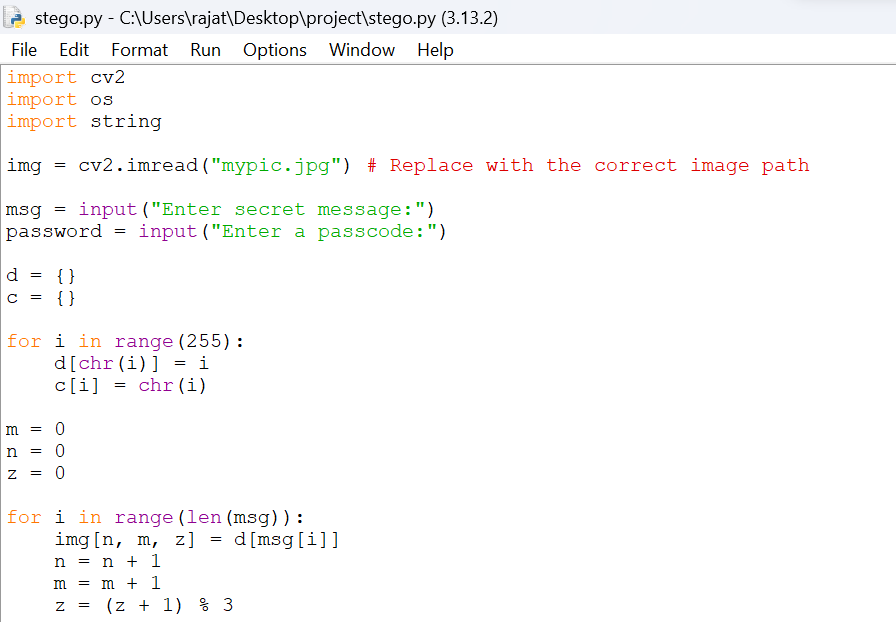 stego.py - C:\Users\rajat\Desktop\project\stego.py (3.13.2)
File Edit Format Run Options Window Help
import cv2
import os
import string

img = cv2.imread("mypic.jpg") # Replace with the correct image path

msg = input("Enter secret message:")
password = input("Enter a passcode:")

d = {}
c = {}

for i in range(255):
    d[chr(i)] = i
    c[i] = chr(i)

m = 0
n = 0
z = 0

for i in range(len(msg)):
    img[n, m, z] = d[msg[i]]
    n = n + 1
    m = m + 1
    z = (z + 1) % 3